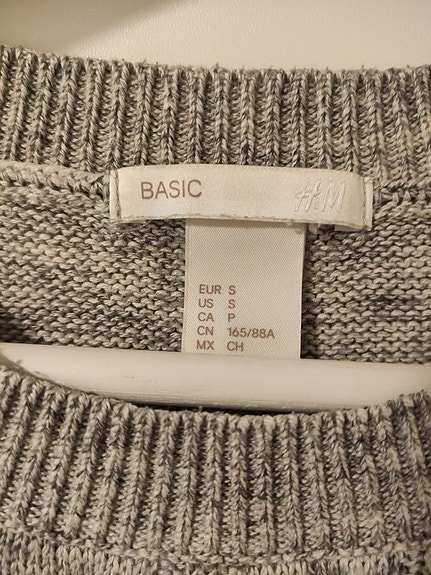 BASIC H&M
EUR S
US S
CA P
CN 165/88A
MX CH